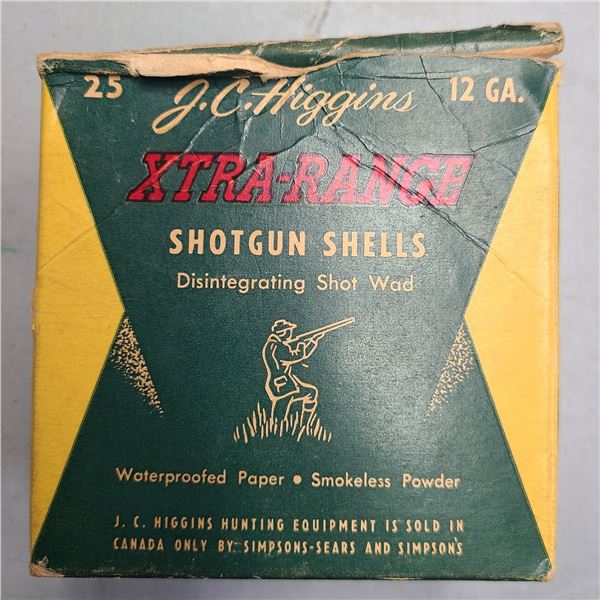 25 J.C. Higgins 12 GA.
XTRA-RANGE
SHOTGUN SHELLS
Disintegrating Shot Wad
Waterproofed Paper • Smokeless Powder
J. C. HIGGINS HUNTING EQUIPMENT IS SOLD IN
CANADA ONLY BY SIMPSONS-SEARS AND SIMPSON'S